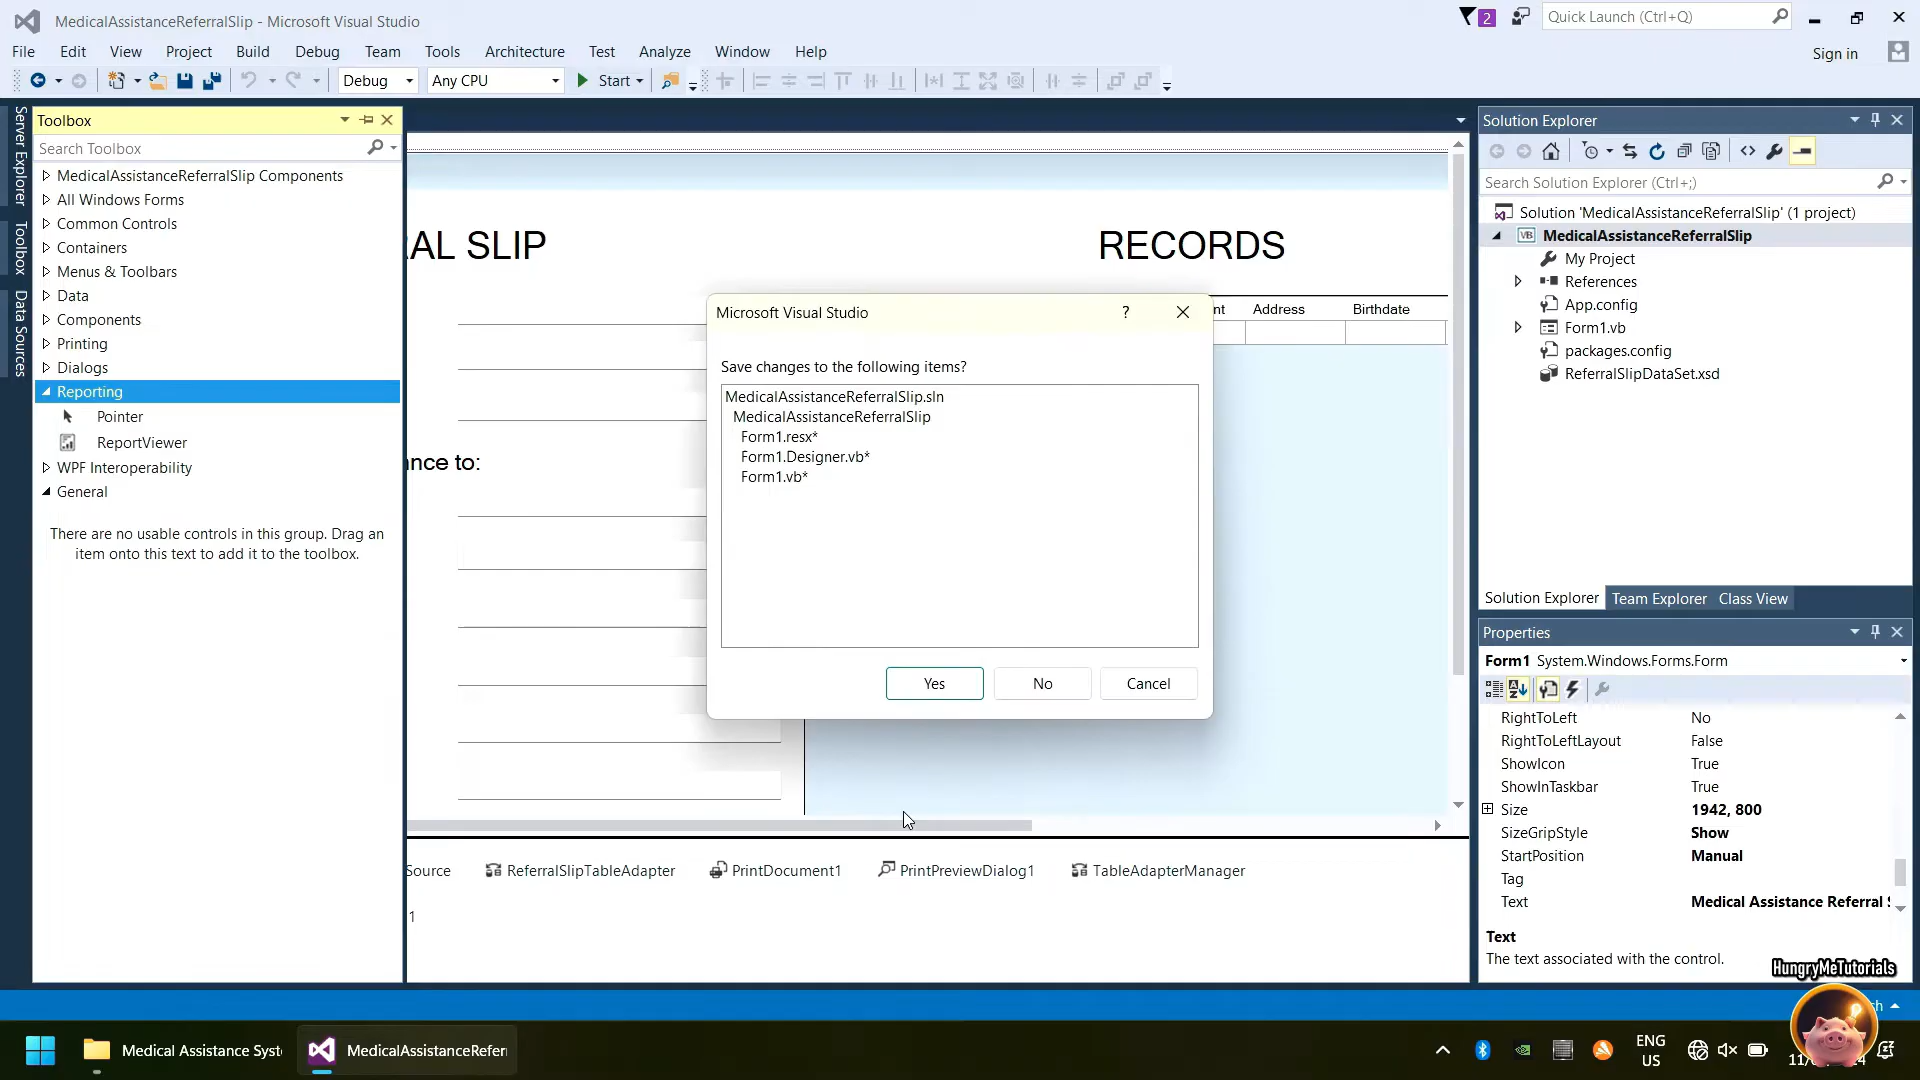 MedicalAssistanceReferralSlip - Microsoft Visual Studio
2
Quick Launch (Ctrl+Q)
File Edit View Project Build Debug Team Tools Architecture Test Analyze Window Help
Sign in
Debug Any CPU Start
Server Explorer
Toolbox
Data Sources
Toolbox
Search Toolbox
MedicalAssistanceReferralSlip Components
All Windows Forms
Common Controls
Containers
Menus & Toolbars
Data
Components
Printing
Dialogs
Reporting
Pointer
ReportViewer
WPF Interoperability
General
There are no usable controls in this group. Drag an
item onto this text to add it to the toolbox.
RAL SLIP
RECORDS
nt Address Birthdate
nce to:
Microsoft Visual Studio
?
Save changes to the following items?
MedicalAssistanceReferralSlip.sln
MedicalAssistanceReferralSlip
Form1.resx*
Form1.Designer.vb*
Form1.vb*
Yes No Cancel
Source ReferralSlipTableAdapter PrintDocument1 PrintPreviewDialog1 TableAdapterManager
1
Solution Explorer
Search Solution Explorer (Ctrl+;)
Solution 'MedicalAssistanceReferralSlip' (1 project)
VB MedicalAssistanceReferralSlip
My Project
References
App.config
Form1.vb
packages.config
ReferralSlipDataSet.xsd
Solution Explorer Team Explorer Class View
Properties
Form1 System.Windows.Forms.Form
RightToLeft No
RightToLeftLayout False
ShowIcon True
ShowInTaskbar True
Size 1942, 800
SizeGripStyle Show
StartPosition Manual
Tag
Text Medical Assistance Referral S
Text
The text associated with the control.
HungryMeTutorials
Medical Assistance Syst
MedicalAssistanceRefer
ENG
US